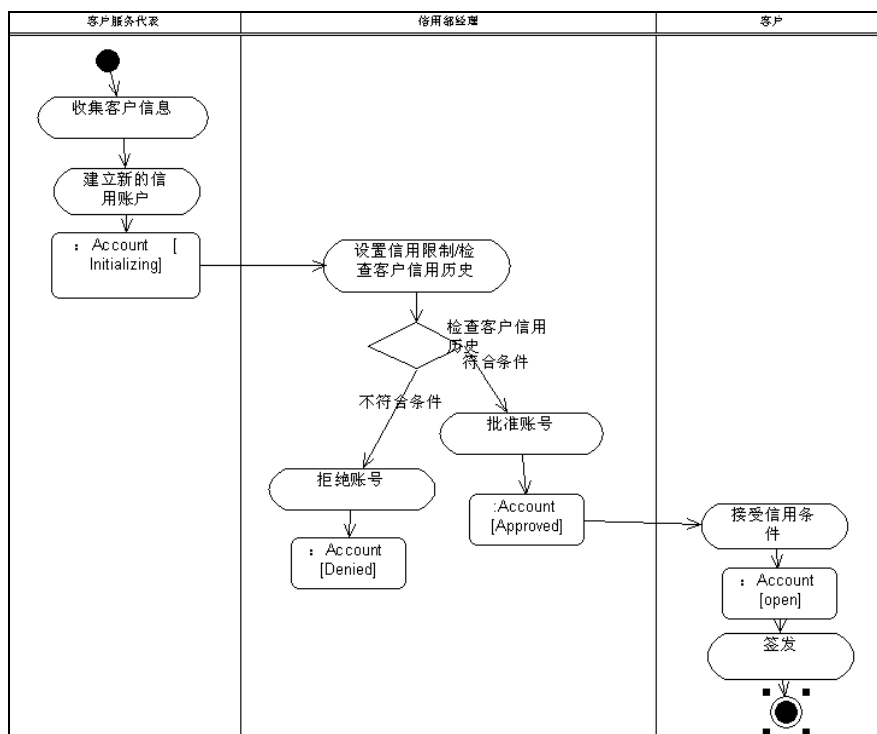 客户服务代表
信用部经理
客户
收集客户信息
建立新的信
用账户
： Account [
Initializing]
设置信用限制/检
查客户信用历史
检查客户信用
历史
符合条件
不符合条件
批准账号
拒绝账号
:Account
[Approved]
： Account
[Denied]
接受信用条
件
： Account
[open]
签发